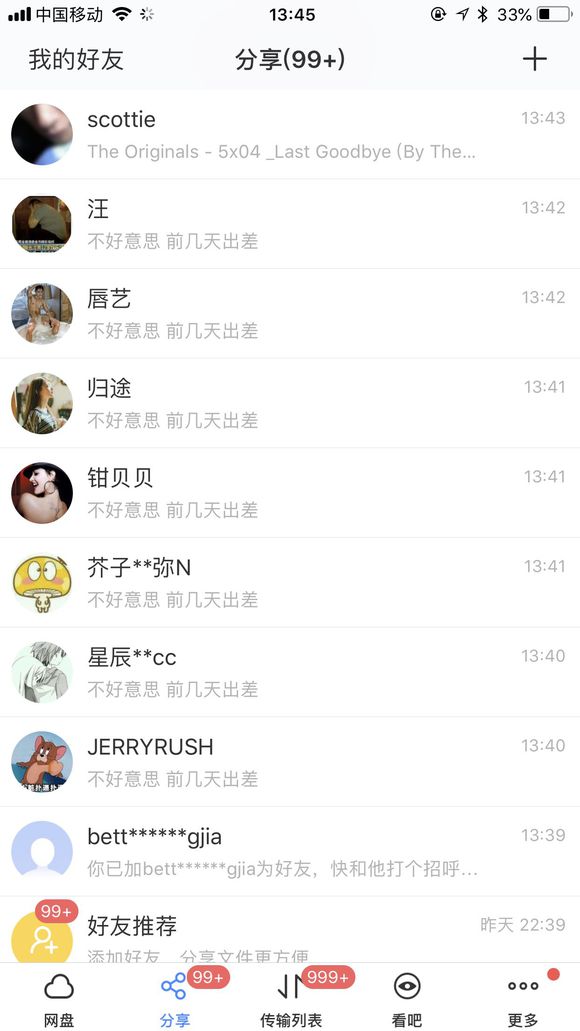 中国移动 13:45 33%
我的好友 分享(99+)
scottie 13:43
The Originals - 5x04 _Last Goodbye (By The...
汪 13:42
不好意思 前几天出差
唇艺 13:42
不好意思 前几天出差
归途 13:41
不好意思 前几天出差
钳贝贝 13:41
不好意思 前几天出差
芥子**弥N 13:41
不好意思 前几天出差
星辰**cc 13:40
不好意思 前几天出差
JERRYRUSH 13:40
不好意思 前几天出差
bett******gjia 13:39
你已加bett******gjia为好友，快和他打个招呼...
99+
好友推荐 昨天 22:39
添加好友，分享文件更方便
99+ 999+
网盘 分享 传输列表 看吧 更多